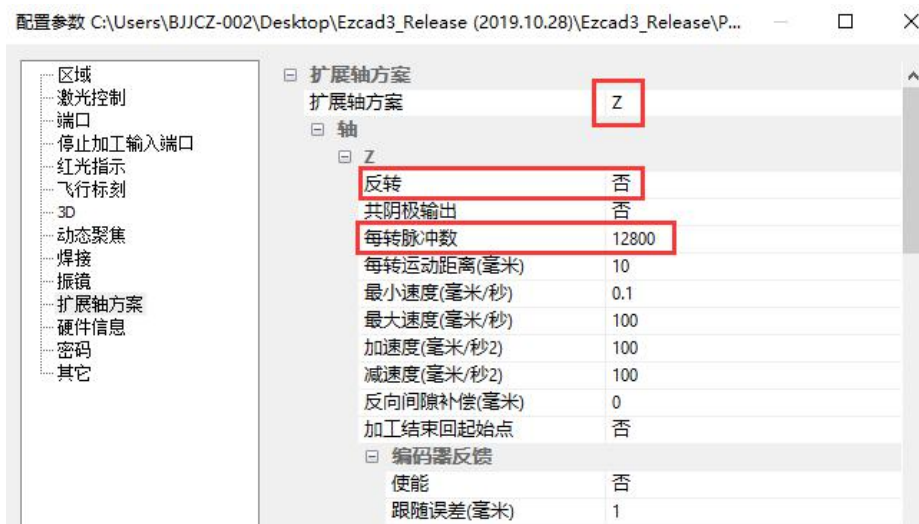 配置参数 C:\Users\BJJCZ-002\Desktop\Ezcad3_Release (2019.10.28)\Ezcad3_Release\P...
区域
激光控制
端口
停止加工输入端口
红光指示
飞行标刻
3D
动态聚焦
焊接
振镜
扩展轴方案
硬件信息
密码
其它
扩展轴方案
扩展轴方案 Z
轴
Z
反转 否
共阴极输出 否
每转脉冲数 12800
每转运动距离(毫米) 10
最小速度(毫米/秒) 0.1
最大速度(毫米/秒) 100
加速度(毫米/秒2) 100
减速度(毫米/秒2) 100
反向间隙补偿(毫米) 0
加工结束回起始点 否
编码器反馈
使能 否
跟随误差(毫米) 1